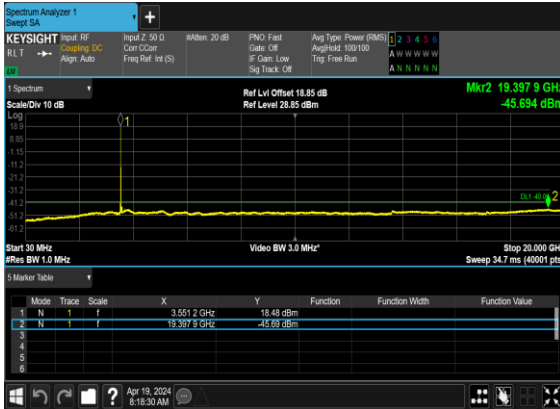 Spectrum Analyzer 1
Swept SA
+
KEYSIGHT Input: RF Input Z: 50 Ω #Atten: 20 dB PNO: Fast Avg Type: Power (RMS) 1 2 3 4 5 6
RLT Coupling: DC Corr CCorr Gate: Off Avg|Hold: 100/100 A W W W W W
Align: Auto Freq Ref: Int (S) IF Gain: Low Trig: Free Run
Sig Track: Off A N N N N N
1 Spectrum Ref Lvl Offset 18.85 dB Mkr2 19.397 9 GHz
Scale/Div 10 dB Ref Level 28.85 dBm -45.694 dBm
Log
18.9
8.85
-1.15
-11.2
-21.2
-31.2
-41.2
-51.2
-61.2
1
2
Start 30 MHz Video BW 3.0 MHz* Stop 20.000 GHz
#Res BW 1.0 MHz Sweep 34.7 ms (40001 pts
5 Marker Table
Mode Trace Scale X Y Function Function Width Function Value
1 N 1 f 3.551 2 GHz 18.48 dBm
2 N 1 f 19.397 9 GHz -45.69 dBm
3
4
5
6
? Apr 19, 2024
8:18:30 AM